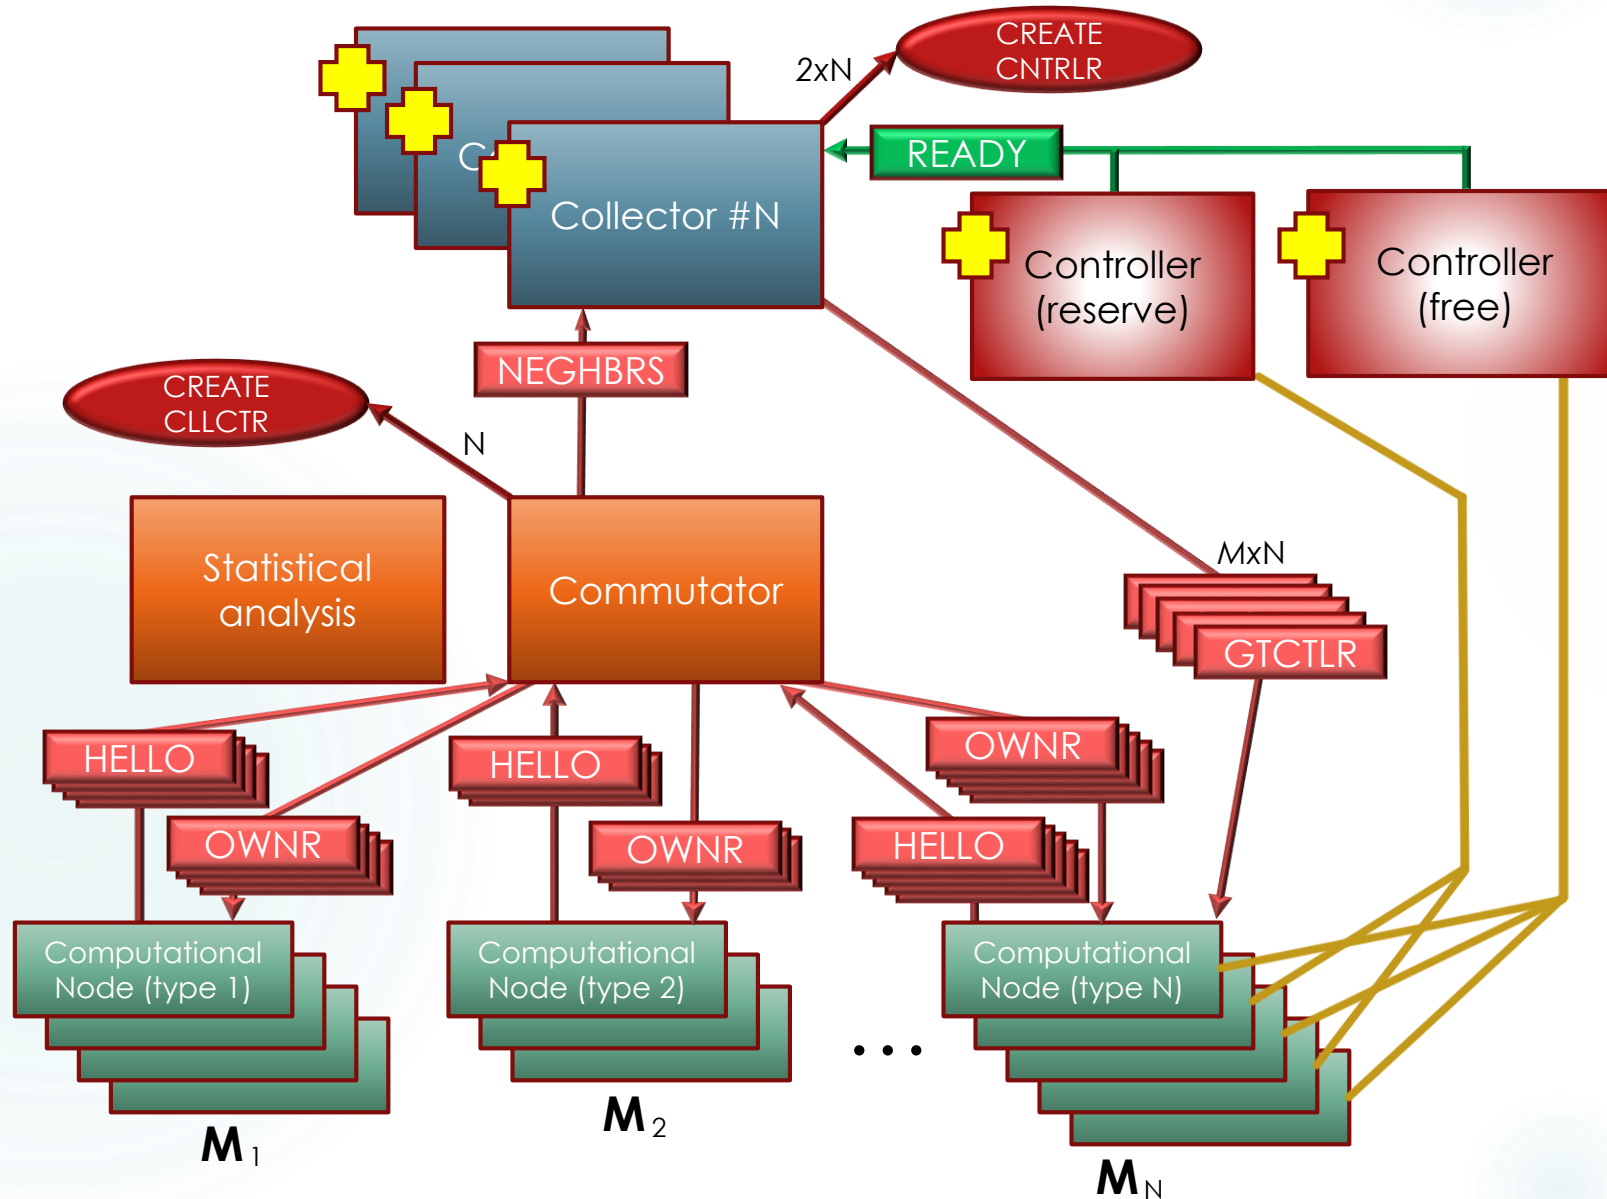 CREATE
CNTRLR
2xN
READY
Collector #N
Controller
(reserve)
Controller
(free)
NEGHBRS
CREATE
CLLCTR
N
Statistical
analysis
Commutator
MxN
GTCTLR
HELLO
OWNR
HELLO
OWNR
OWNR
HELLO
Computational
Node (type 1)
Computational
Node (type 2)
Computational
Node (type N)
...
M1
M2
MN